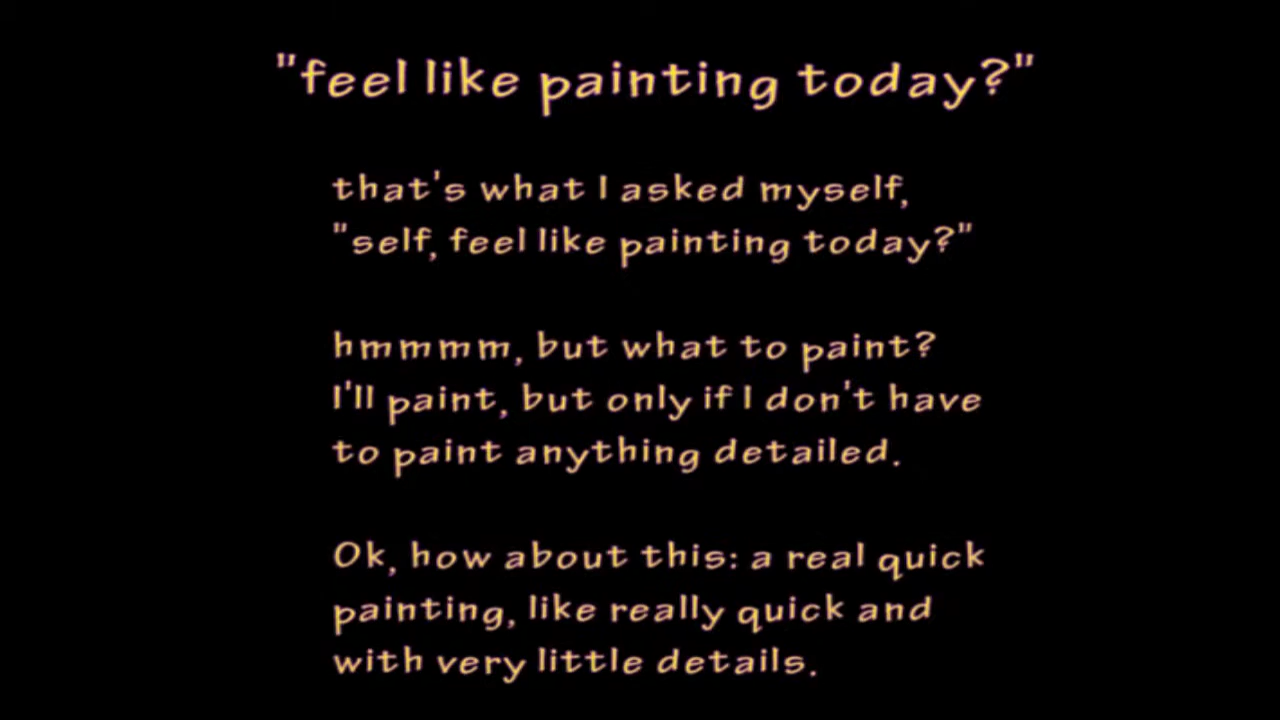 "feel like painting today?"
that's what I asked myself,
"self, feel like painting today?"
hmmmm, but what to paint?
I'll paint, but only if I don't have
to paint anything detailed.
Ok, how about this: a real quick
painting, like really quick and
with very little details.